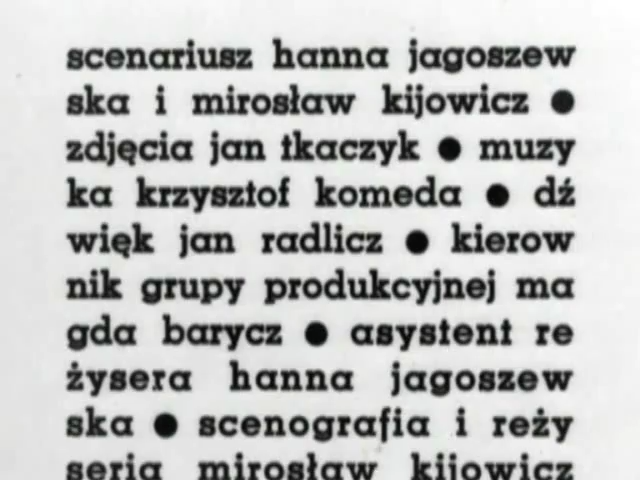 scenariusz hanna jagoszew
ska i mirosław kijowicz ●
zdjęcia jan tkaczyk ● muzy
ka krzysztof komeda ● dź
więk jan radlicz ● kierow
nik grupy produkcyjnej ma
gda barycz ● asystent re
żysera hanna jagoszew
ska ● scenografia i reży
seria mirosław kijowicz